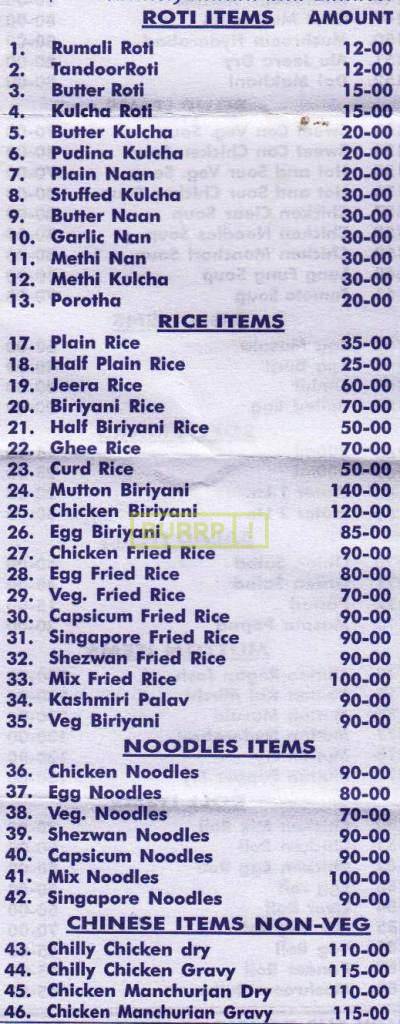 ROTI ITEMS AMOUNT
1. Rumali Roti 12-00
2. TandoorRoti 12-00
3. Butter Roti 15-00
4. Kulcha Roti 15-00
5. Butter Kulcha 20-00
6. Pudina Kulcha 20-00
7. Plain Naan 20-00
8. Stuffed Kulcha 30-00
9. Butter Naan 30-00
10. Garlic Nan 30-00
11. Methi Nan 30-00
12. Methi Kulcha 30-00
13. Porotha 20-00
RICE ITEMS
17. Plain Rice 35-00
18. Half Plain Rice 25-00
19. Jeera Rice 60-00
20. Biriyani Rice 70-00
21. Half Biriyani Rice 50-00
22. Ghee Rice 70-00
23. Curd Rice 50-00
24. Mutton Biriyani 140-00
25. Chicken Biriyani 120-00
26. Egg Biriyani 85-00
BURRP!
27. Chicken Fried Rice 90-00
28. Egg Fried Rice 80-00
29. Veg. Fried Rice 70-00
30. Capsicum Fried Rice 90-00
31. Singapore Fried Rice 90-00
32. Shezwan Fried Rice 90-00
33. Mix Fried Rice 100-00
34. Kashmiri Palav 90-00
35. Veg Biriyani 90-00
NOODLES ITEMS
36. Chicken Noodles 90-00
37. Egg Noodles 80-00
38. Veg. Noodles 70-00
39. Shezwan Noodles 90-00
40. Capsicum Noodles 90-00
41. Mix Noodles 100-00
42. Singapore Noodles 90-00
CHINESE ITEMS NON-VEG
43. Chilly Chicken dry 110-00
44. Chilly Chicken Gravy 115-00
45. Chicken Manchurian Dry 110-00
46. Chicken Manchurian Gravy 115-00